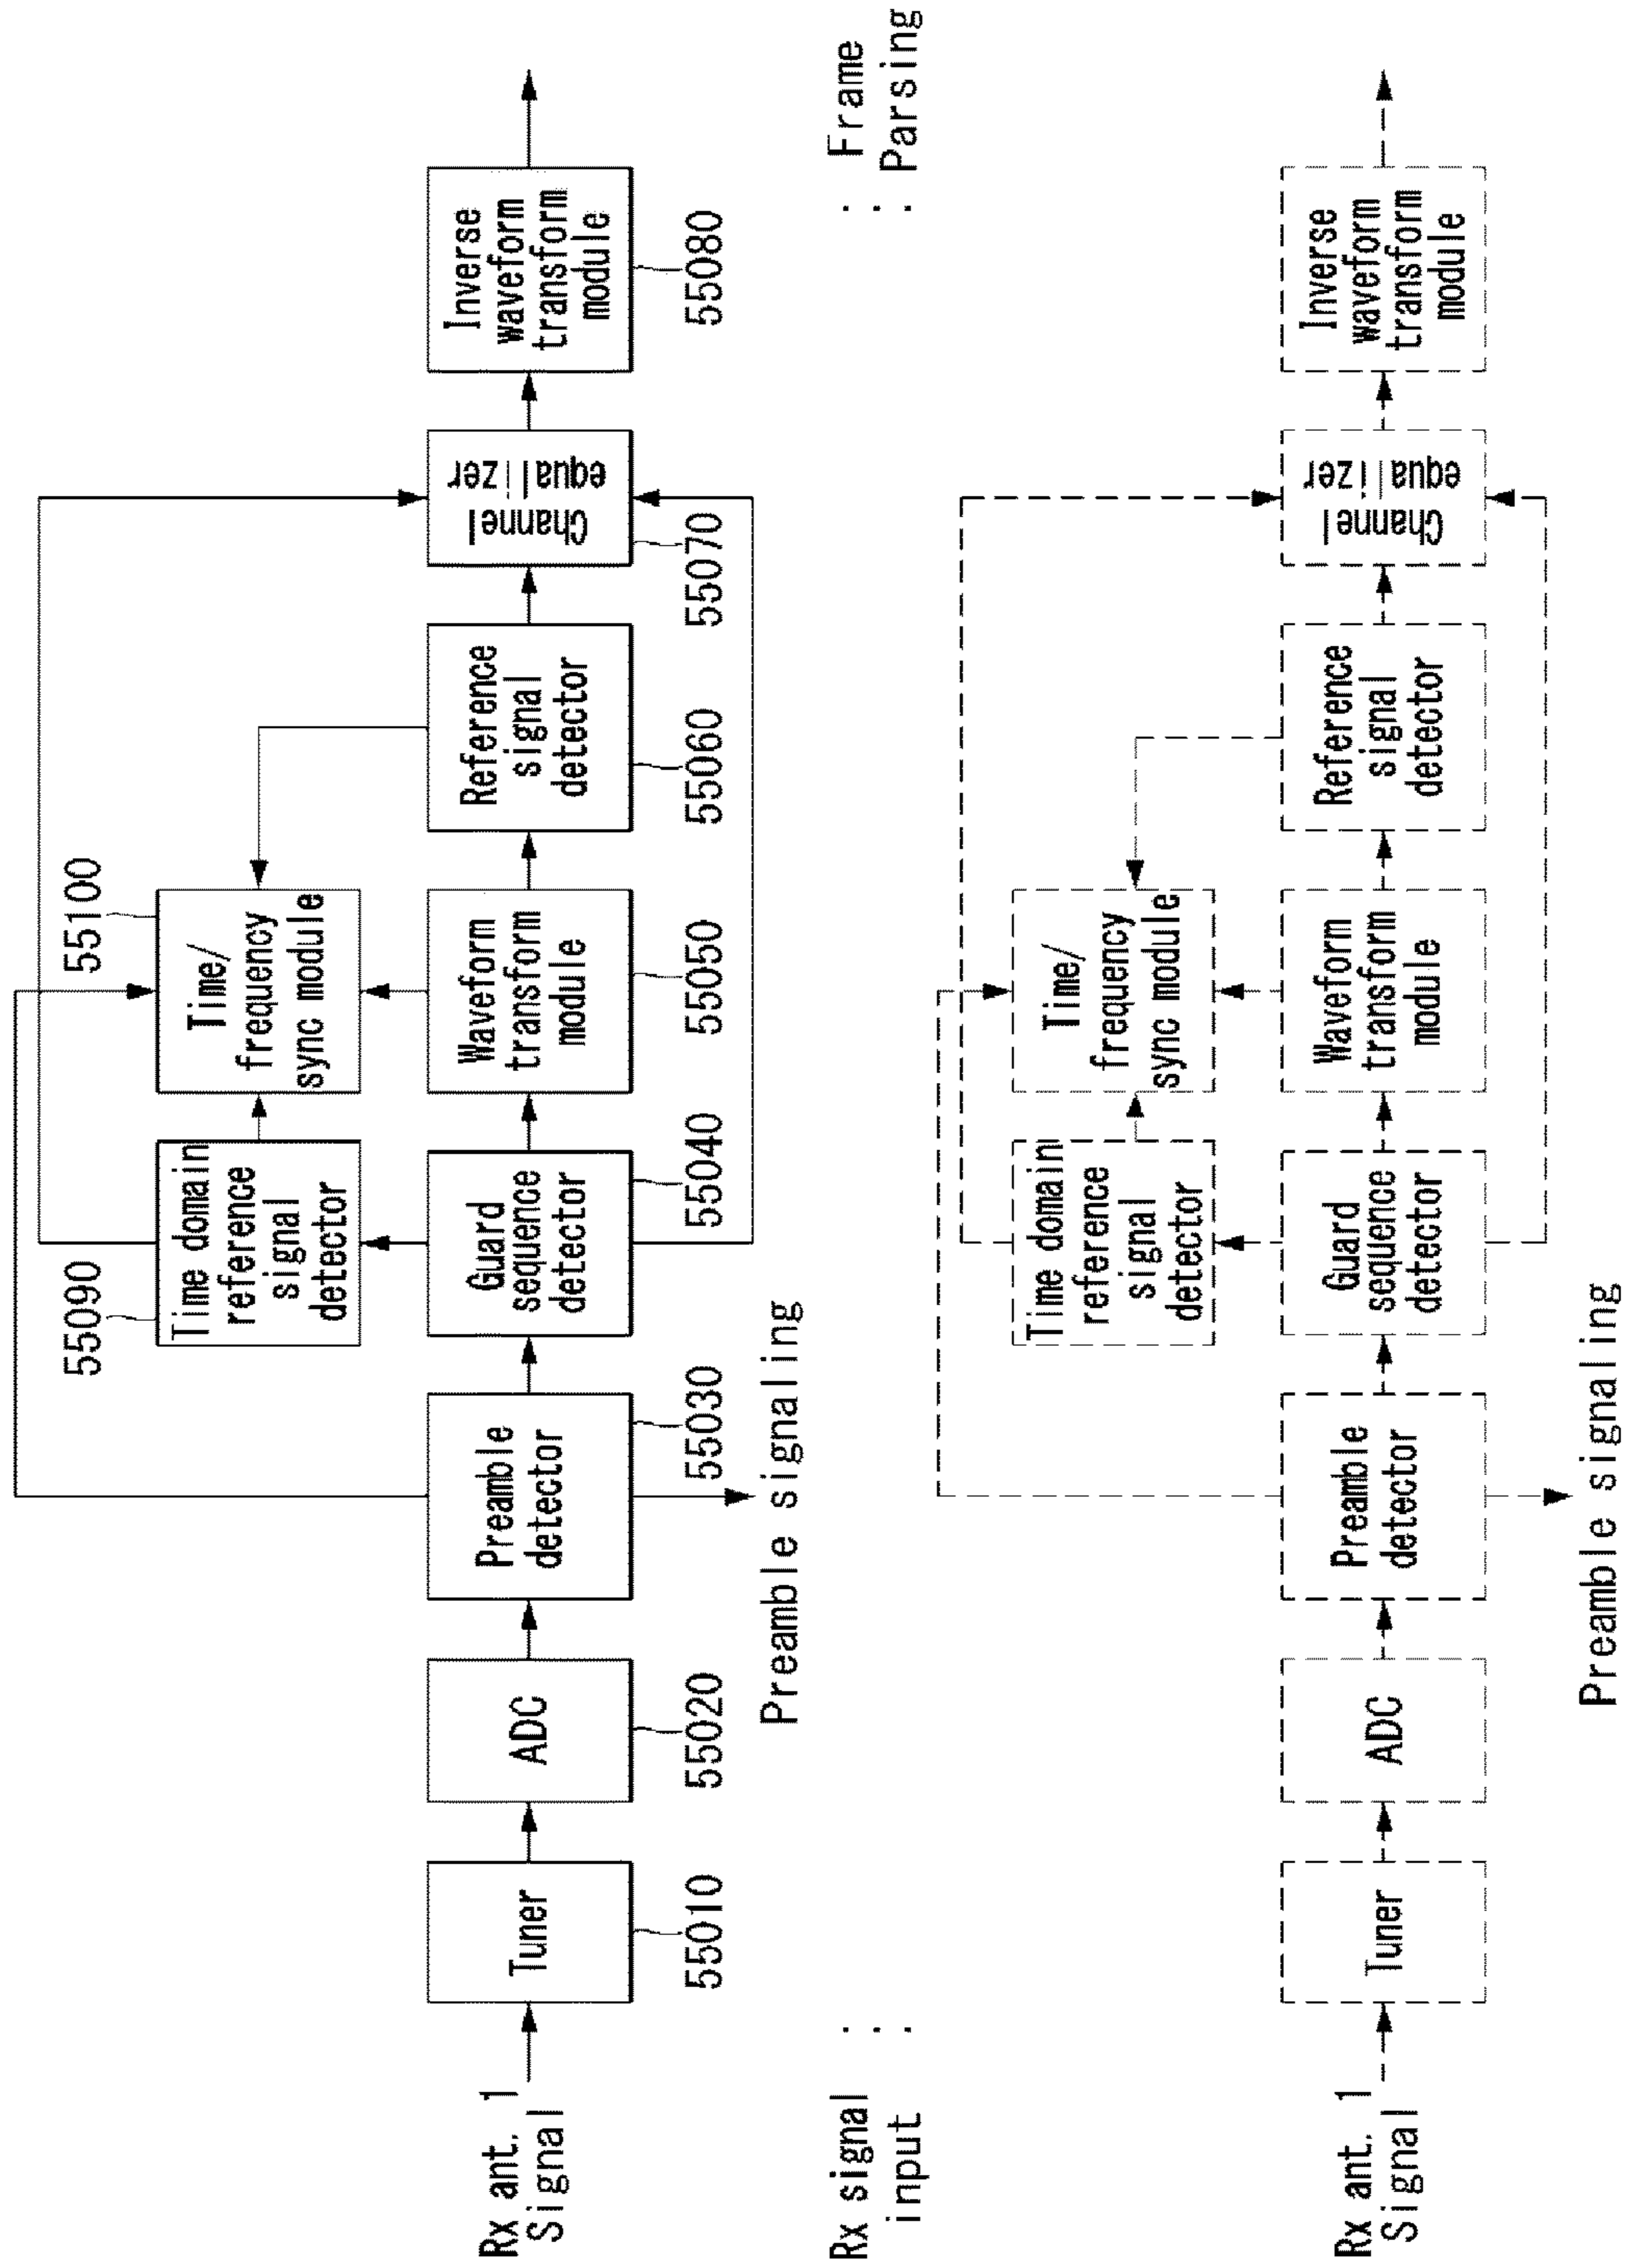 55100
55090
Time domain
reference
signal
detector
Time/
frequency
sync module
Rx ant. 1
Signal
Tuner
ADC
Preamble
detector
Guard
sequence
detector
Waveform
transform
module
Reference
signal
detector
Channel
equalizer
Inverse
waveform
transform
module
55010
55020
55030
55040
55050
55060
55070
55080
Preamble signaling
Rx signal
input
...
...
Frame
Parsing
Time domain
reference
signal
detector
Time/
frequency
sync module
Rx ant. 1
Signal
Tuner
ADC
Preamble
detector
Guard
sequence
detector
Waveform
transform
module
Reference
signal
detector
Channel
equalizer
Inverse
waveform
transform
module
Preamble signaling